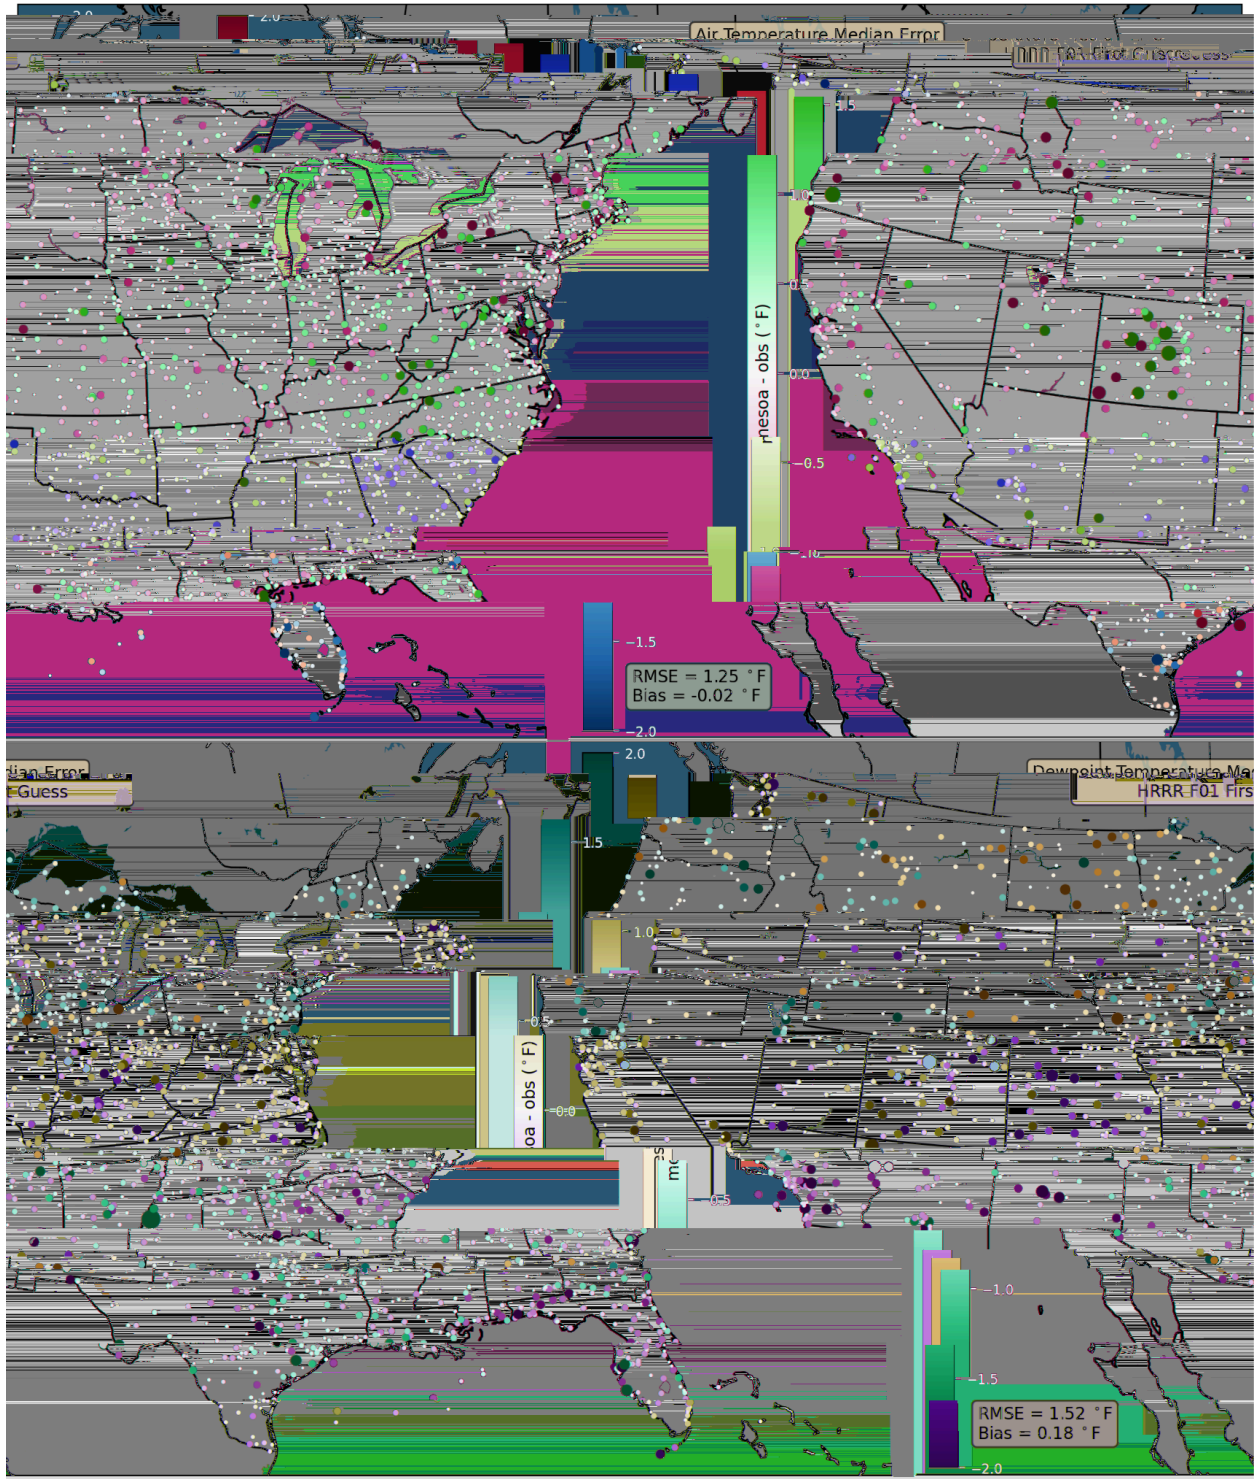 2.0
Air Temperature Median Error
HRRR F01 First Guess
1.0
0.5
0.0
mesoa - obs (°F)
−0.5
−1.5
RMSE = 1.25 °F
Bias = -0.02 °F
−2.0
2.0
dian Error
Dewpoint Temperature Me
t Guess
HRRR F01 Firs
1.5
1.0
0.5
oa - obs (°F)
0.0
−0.5
−1.0
−1.5
RMSE = 1.52 °F
Bias = 0.18 °F
−2.0